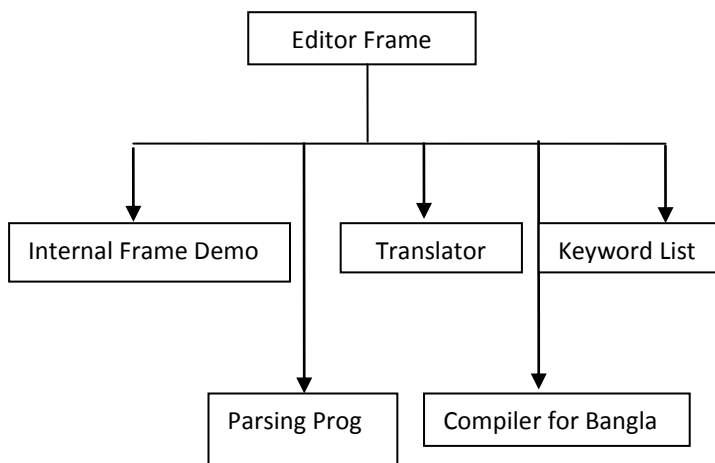 Editor Frame
Internal Frame Demo
Translator
Keyword List
Parsing Prog
Compiler for Bangla